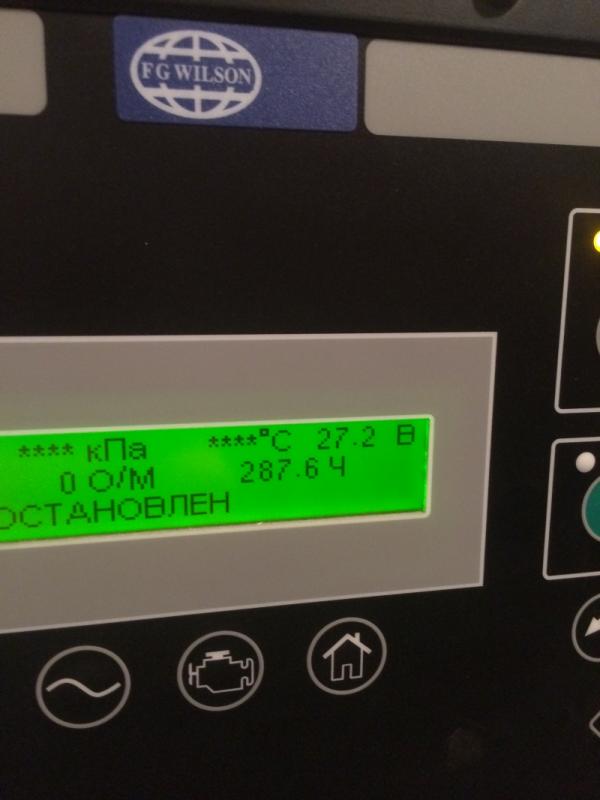 FG WILSON
**** кПа ****°C 27.2 В
0 О/М 287.6 Ч
ОСТАНОВЛЕН